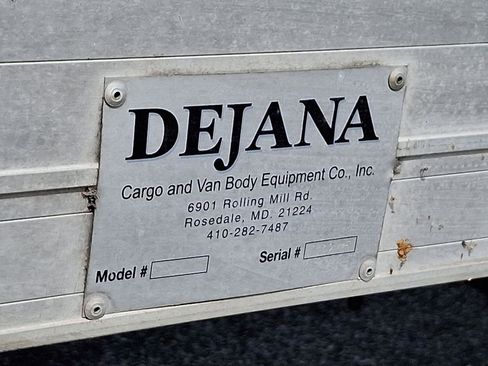 DEJANA
Cargo and Van Body Equipment Co., Inc.
6901 Rolling Mill Rd.
Rosedale, MD. 21224
410-282-7487
Model #
Serial #